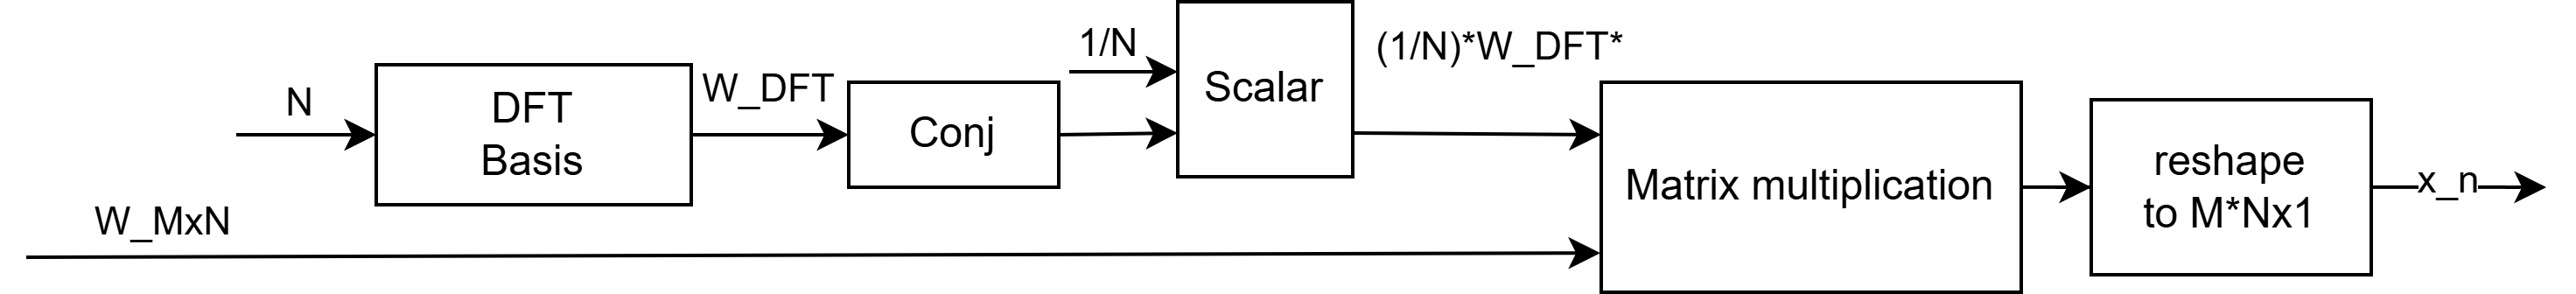 N
DFT
Basis
W_DFT
Conj
1/N
Scalar
(1/N)*W_DFT*
W_MxN
Matrix multiplication
reshape
to M*Nx1
x_n